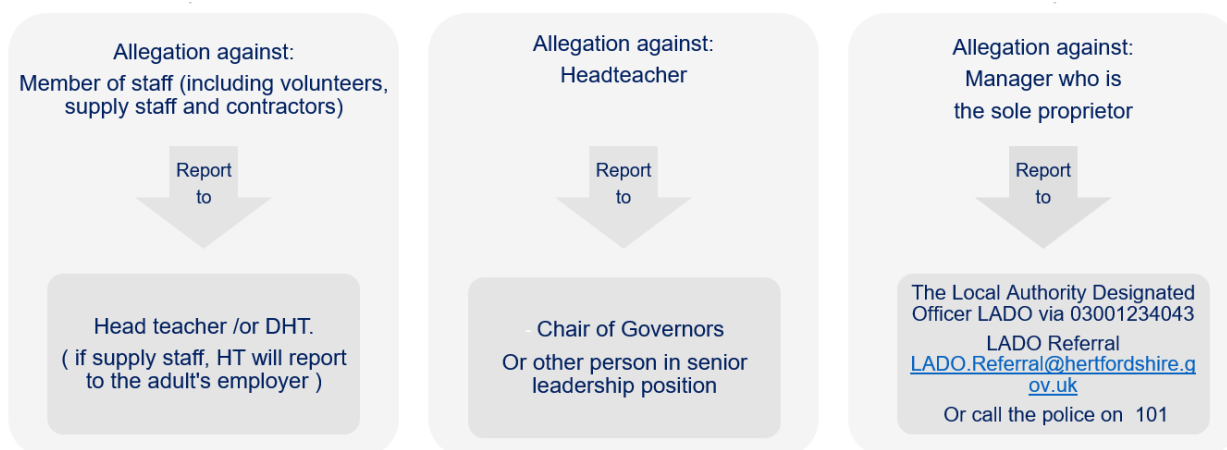 Allegation against:
Member of staff (including volunteers,
supply staff and contractors)
Report
to
Head teacher /or DHT.
( if supply staff, HT will report
to the adult's employer )
Allegation against:
Headteacher
Report
to
- Chair of Governors
Or other person in senior
leadership position
Allegation against:
Manager who is
the sole proprietor
Report
to
The Local Authority Designated
Officer LADO via 03001234043
LADO Referral
LADO.Referral@hertfordshire.g
ov.uk
Or call the police on 101